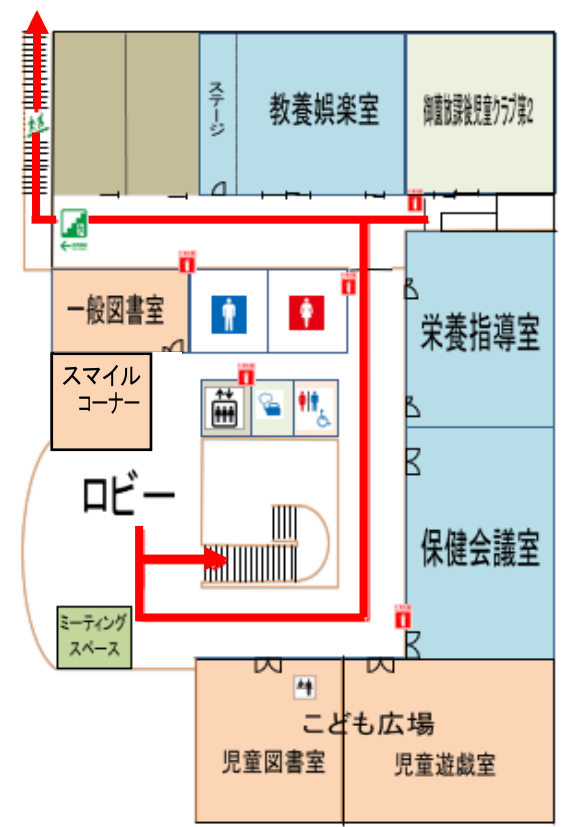 ステージ
教養娯楽室
御薗放課後児童クラブ第2
一般図書室
スマイル
コーナー
栄養指導室
ロビー
保健会議室
ミーティング
スペース
こども広場
児童図書室
児童遊戯室